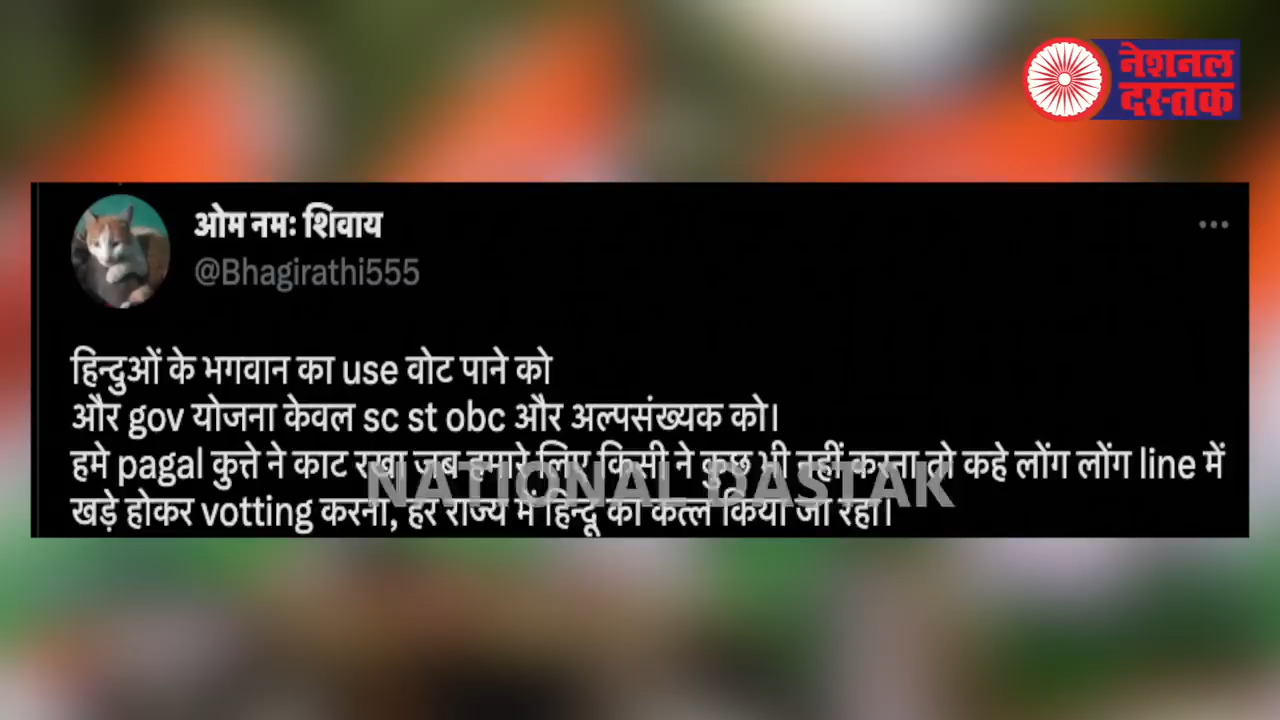 नेशनल
दस्तक
ओम नमः शिवाय
@Bhagirathi555
हिन्दुओं के भगवान का use वोट पाने को
और gov योजना केवल sc st obc और अल्पसंख्यक को।
हमे pagal कुत्ते ने काट रखा जब हमारे लिए किसी ने कुछ भी नहीं करना तो कहे लोंग लोंग line में
खड़े होकर votting करना, हर राज्य में हिन्दू का कत्ल किया जा रहा।
NATIONAL DASTAK